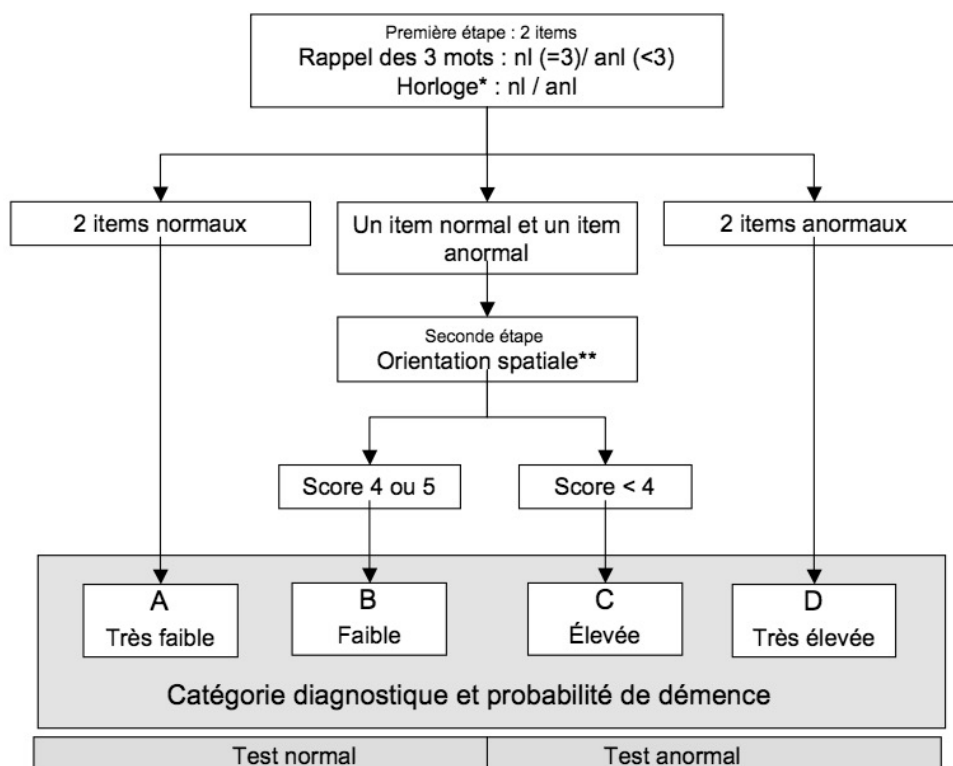 Première étape : 2 items
Rappel des 3 mots : nl (=3)/ anl (<3)
Horloge* : nl / anl
2 items normaux
Un item normal et un item
anormal
2 items anormaux
Seconde étape
Orientation spatiale**
Score 4 ou 5
Score < 4
A
Très faible
B
Faible
C
Élevée
D
Très élevée
Catégorie diagnostique et probabilité de démence
Test normal
Test anormal